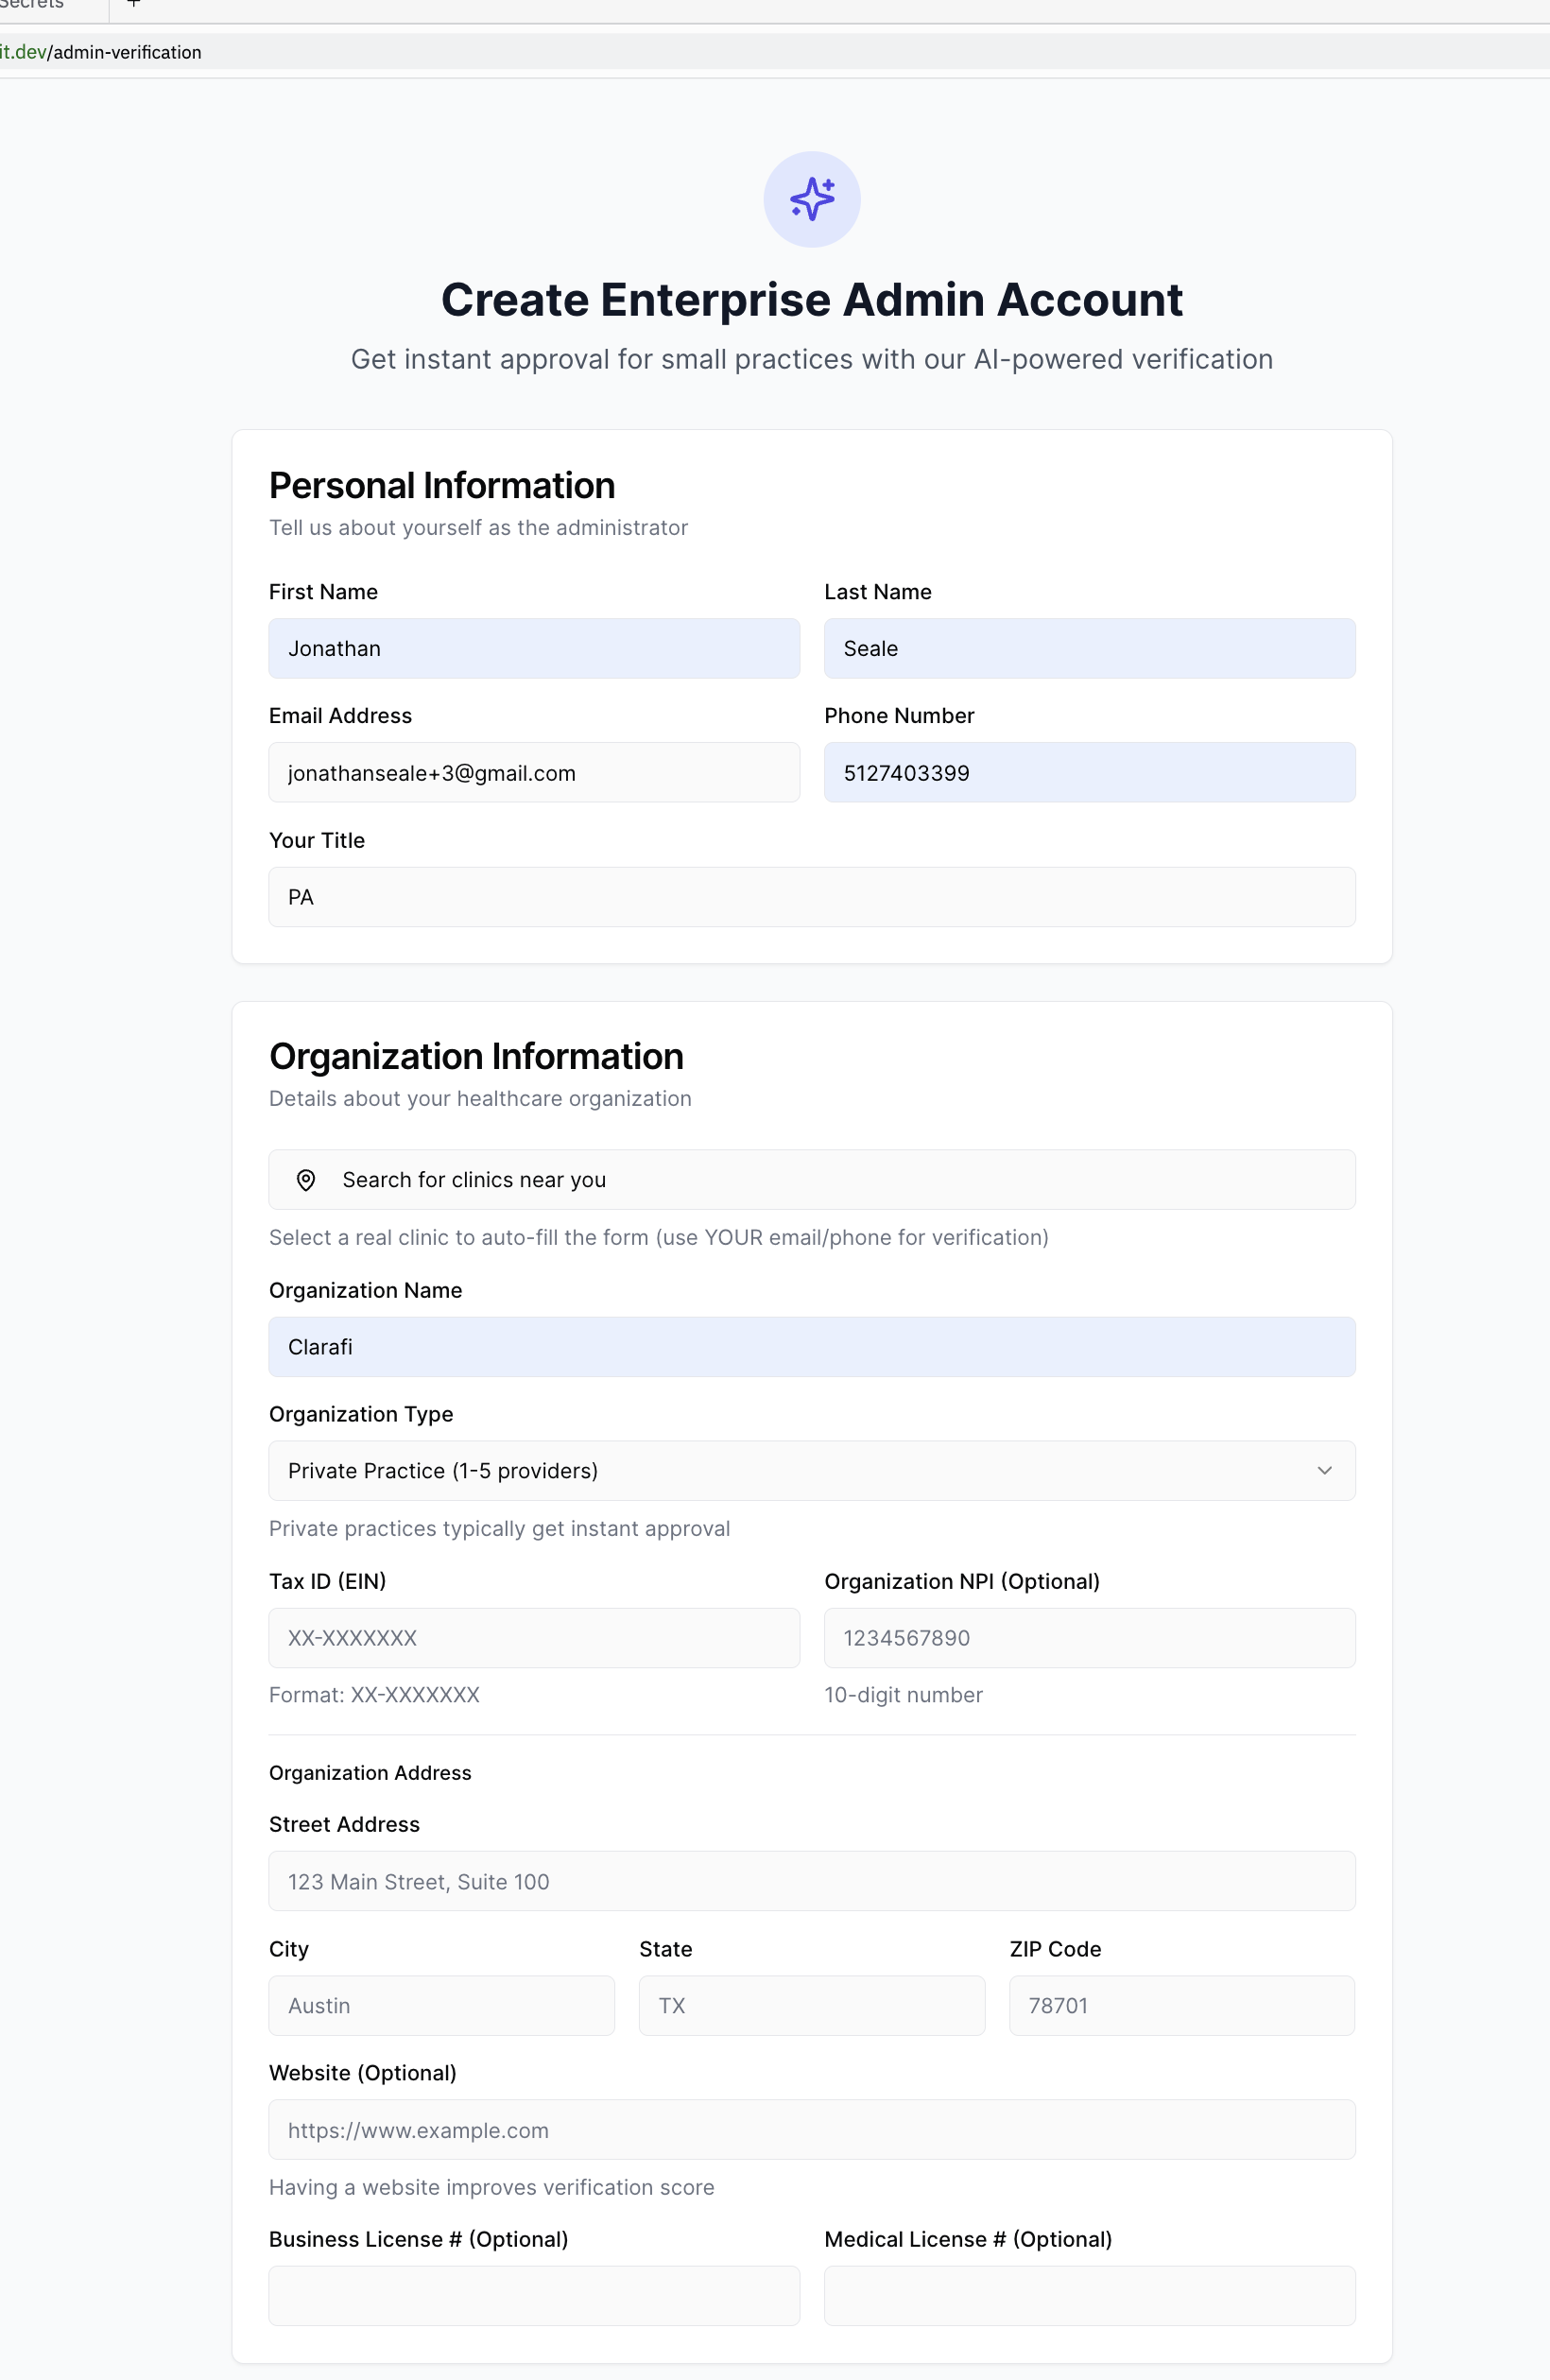 Secrets
+
it.dev/admin-verification
Create Enterprise Admin Account
Get instant approval for small practices with our AI-powered verification
Personal Information
Tell us about yourself as the administrator
First Name
Last Name
Jonathan
Seale
Email Address
Phone Number
jonathanseale+3@gmail.com
5127403399
Your Title
PA
Organization Information
Details about your healthcare organization
Search for clinics near you
Select a real clinic to auto-fill the form (use YOUR email/phone for verification)
Organization Name
Clarafi
Organization Type
Private Practice (1-5 providers)
Private practices typically get instant approval
Tax ID (EIN)
Organization NPI (Optional)
XX-XXXXXXX
1234567890
Format: XX-XXXXXXX
10-digit number
Organization Address
Street Address
123 Main Street, Suite 100
City
State
ZIP Code
Austin
TX
78701
Website (Optional)
https://www.example.com
Having a website improves verification score
Business License # (Optional)
Medical License # (Optional)